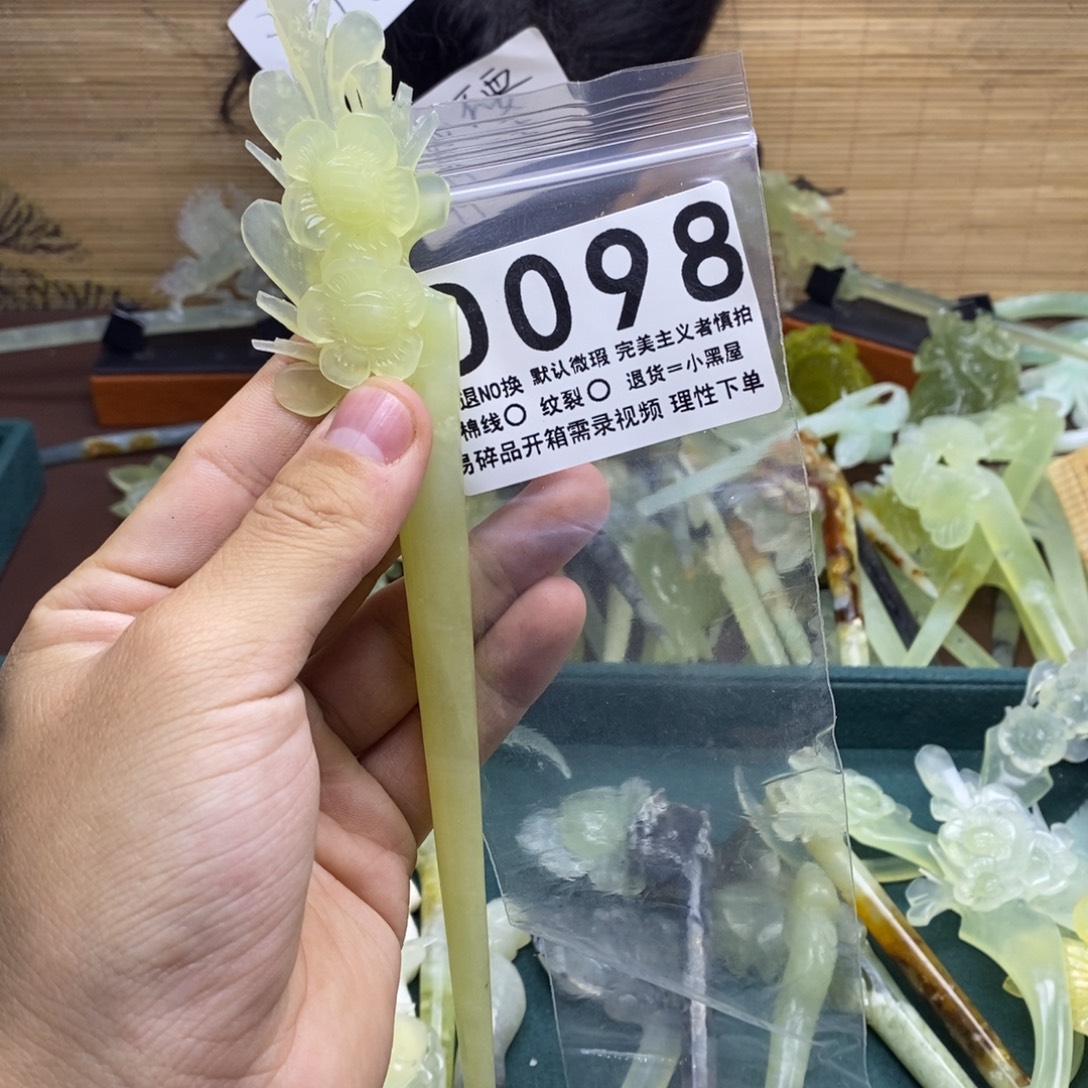 0098
退NO换 默认微瑕 完美主义者慎拍
棉线○ 纹裂○ 退货=小黑屋
易碎品开箱需录视频 理性下单